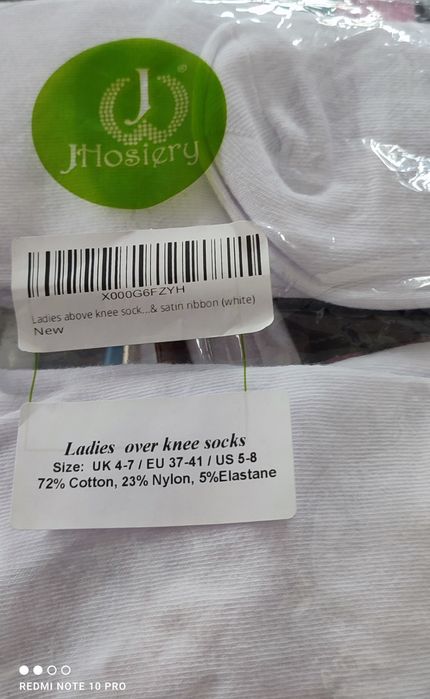 J ®
JHosiery
X000G6FZYH
Ladies above knee sock...& satin ribbon (white)
New
Ladies over knee socks
Size: UK 4-7 / EU 37-41 / US 5-8
72% Cotton, 23% Nylon, 5%Elastane
REDMI NOTE 10 PRO